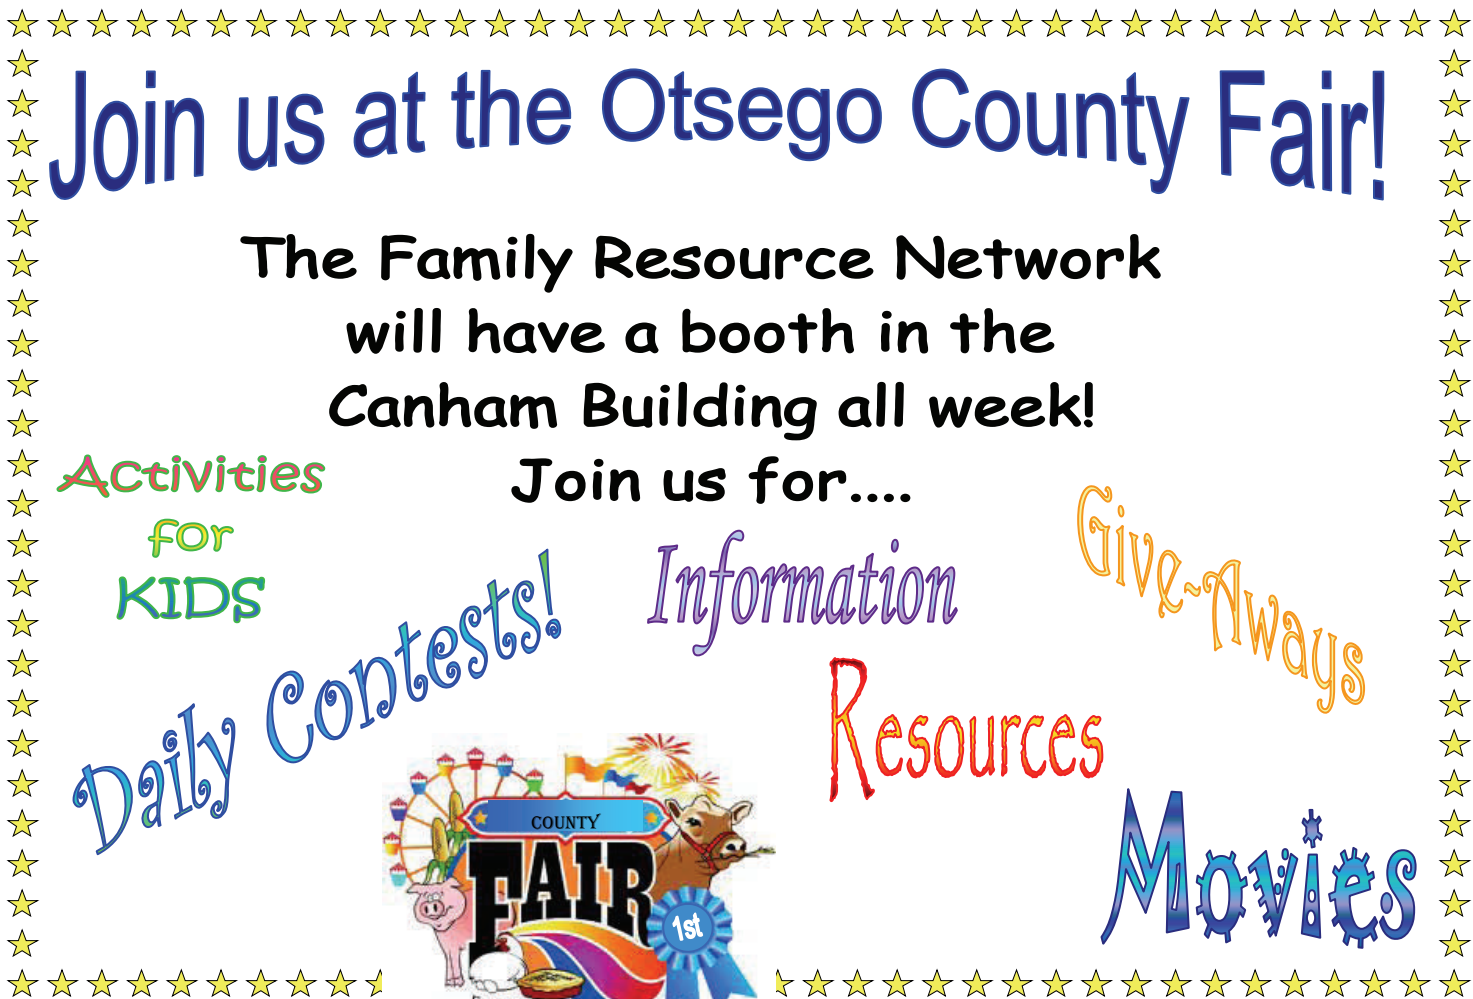 Join us at the Otsego County Fair!
The Family Resource Network
will have a booth in the
Canham Building all week!
Join us for....
Activities
for
KIDS
Daily Contests!
Information
Give-Aways
Resources
Movies
COUNTY
FAIR
1st